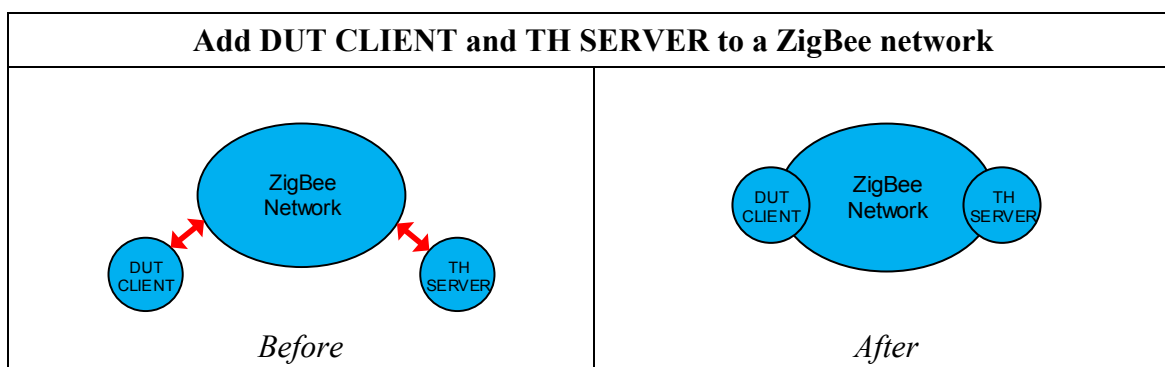 Add DUT CLIENT and TH SERVER to a ZigBee network
ZigBee
Network
DUT
CLIENT
TH
SERVER
Before
ZigBee
Network
DUT
CLIENT
TH
SERVER
After